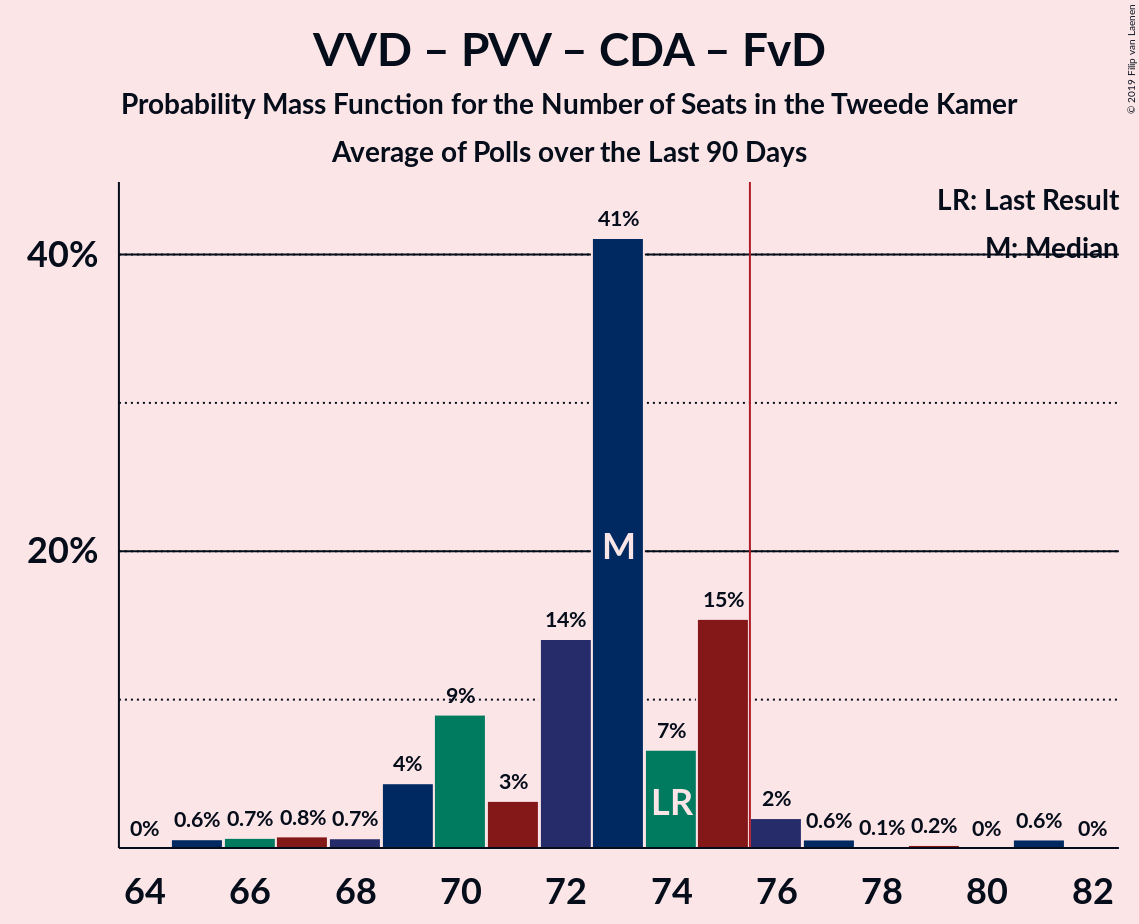 VVD – PVV – CDA – FvD
Probability Mass Function for the Number of Seats in the Tweede Kamer
Average of Polls over the Last 90 Days
© 2019 Filip van Laenen
LR: Last Result
M: Median
40%
20%
0%
0.6%
0.7%
0.8%
0.7%
4%
9%
3%
14%
41%
7%
15%
2%
0.6%
0.1%
0.2%
0%
0.6%
0%
M
LR
64 66 68 70 72 74 76 78 80 82